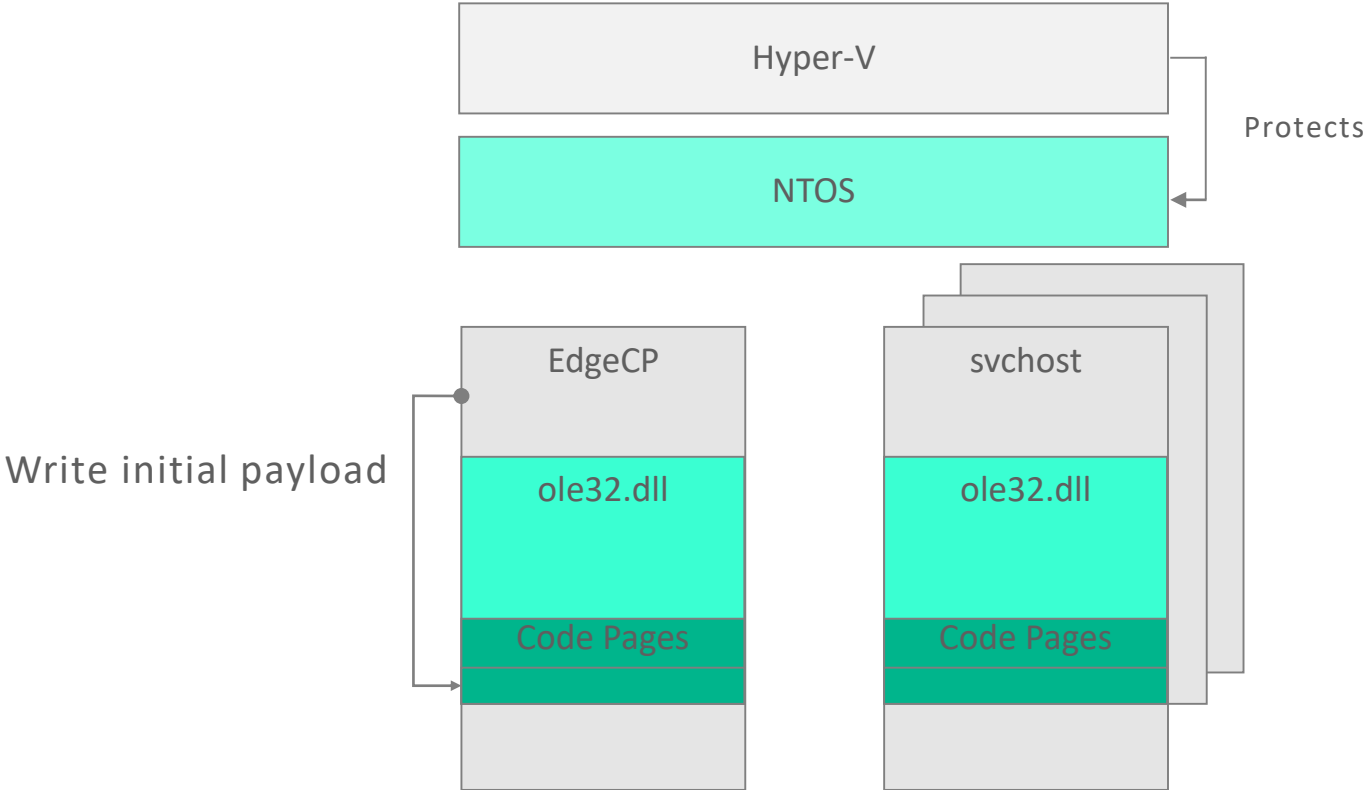 Hyper-V
Protects
NTOS
EdgeCP
svchost
Write initial payload
ole32.dll
ole32.dll
Code Pages
Code Pages